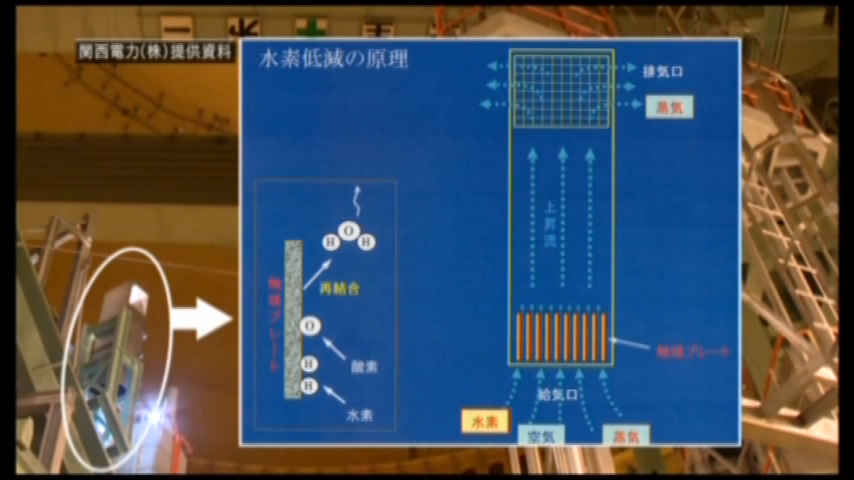 関西電力(株)提供資料
水素低減の原理
排気口
蒸気
上昇流
H O H
再結合
触媒プレート
O
酸素
H
H
水素
触媒プレート
給気口
水素
空気
蒸気